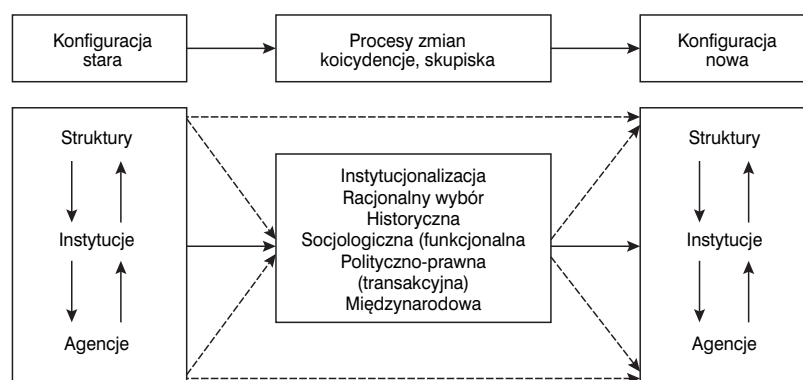 Konfiguracja
stara
Procesy zmian
koicydencje, skupiska
Konfiguracja
nowa
Struktury
Instytucje
Agencje
Instytucjonalizacja
Racjonalny wybór
Historyczna
Socjologiczna (funkcjonalna
Polityczno-prawna
(transakcyjna)
Międzynarodowa
Struktury
Instytucje
Agencje